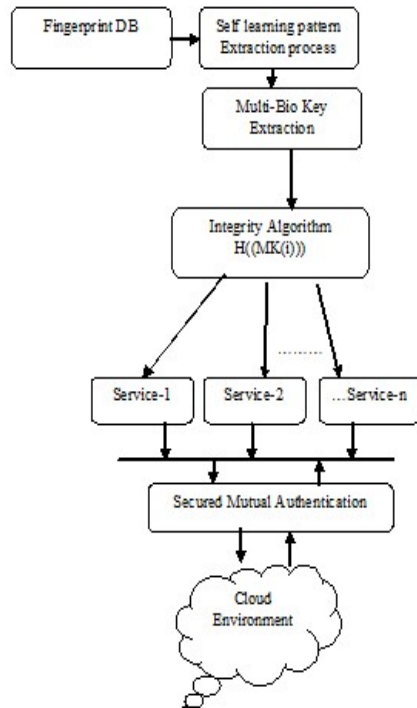 Fingerprint DB
Self learning pattern
Extraction process
Multi-Bio Key
Extraction
Integrity Algorithm
H((MK(i)))
...........
Service-1
Service-2
...Service-n
Secured Mutual Authentication
Cloud
Environment